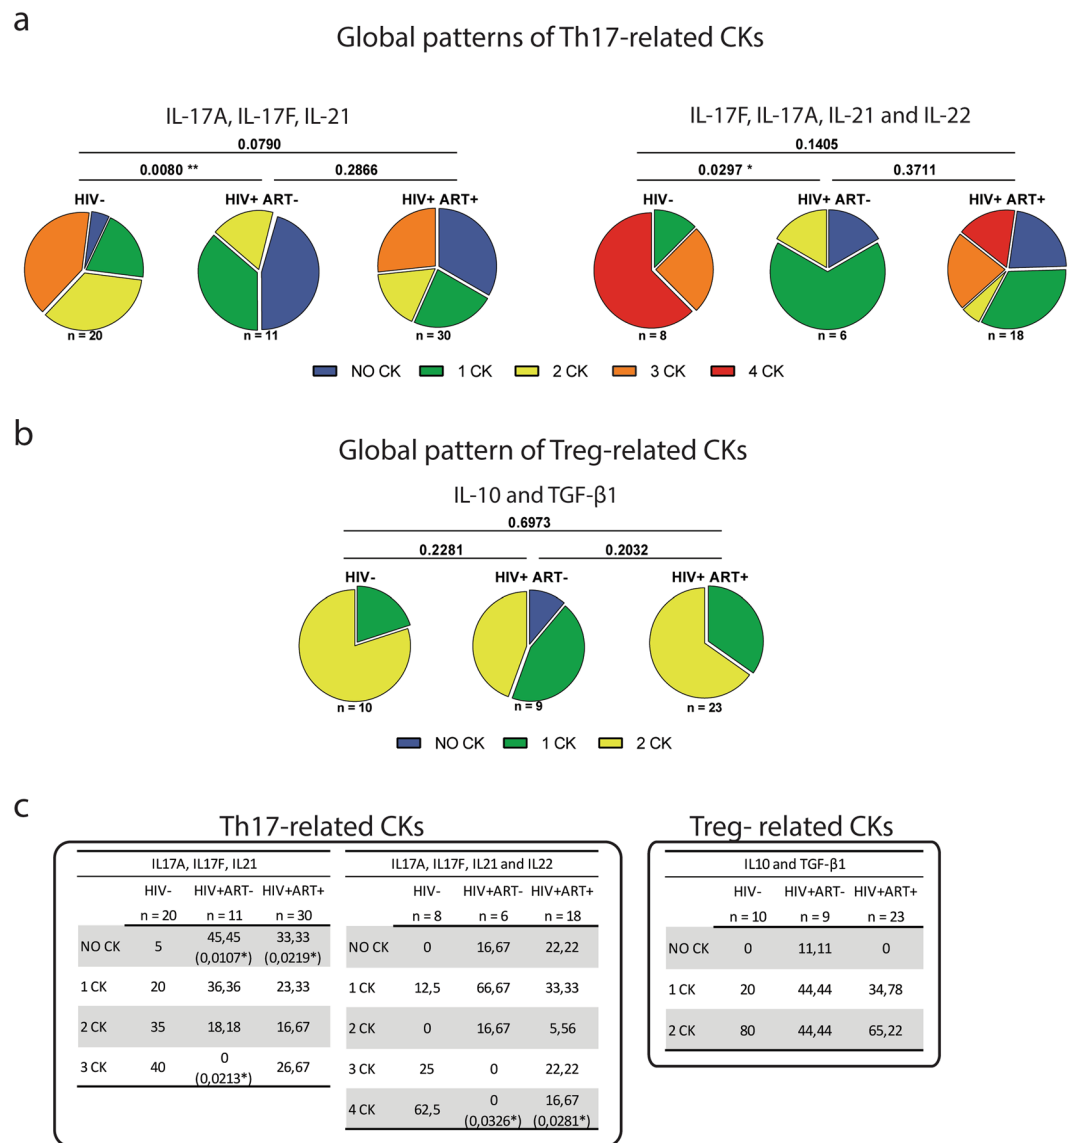 a
Global patterns of Th17-related CKs
IL-17A, IL-17F, IL-21
0.0790
0.0080 **
0.2866
HIV-
HIV+ ART-
HIV+ ART+
n = 20
n = 11
n = 30
IL-17F, IL-17A, IL-21 and IL-22
0.1405
0.0297 *
0.3711
HIV-
HIV+ ART-
HIV+ ART+
n = 8
n = 6
n = 18
NO CK 1 CK 2 CK 3 CK 4 CK
b
Global pattern of Treg-related CKs
IL-10 and TGF-β1
0.6973
0.2281
0.2032
HIV-
HIV+ ART-
HIV+ ART+
n = 10
n = 9
n = 23
NO CK 1 CK 2 CK
c
Th17-related CKs
IL17A, IL17F, IL21
HIV- HIV+ART- HIV+ART+
n = 20 n = 11 n = 30
NO CK 5 45,45 33,33
(0,0107*) (0,0219*)
1 CK 20 36,36 23,33
2 CK 35 18,18 16,67
3 CK 40 0 26,67
(0,0213*)
IL17A, IL17F, IL21 and IL22
HIV- HIV+ART- HIV+ART+
n = 8 n = 6 n = 18
NO CK 0 16,67 22,22
1 CK 12,5 66,67 33,33
2 CK 0 16,67 5,56
3 CK 25 0 22,22
4 CK 62,5 0 16,67
(0,0326*) (0,0281*)
Treg- related CKs
IL10 and TGF-β1
HIV- HIV+ART- HIV+ART+
n = 10 n = 9 n = 23
NO CK 0 11,11 0
1 CK 20 44,44 34,78
2 CK 80 44,44 65,22